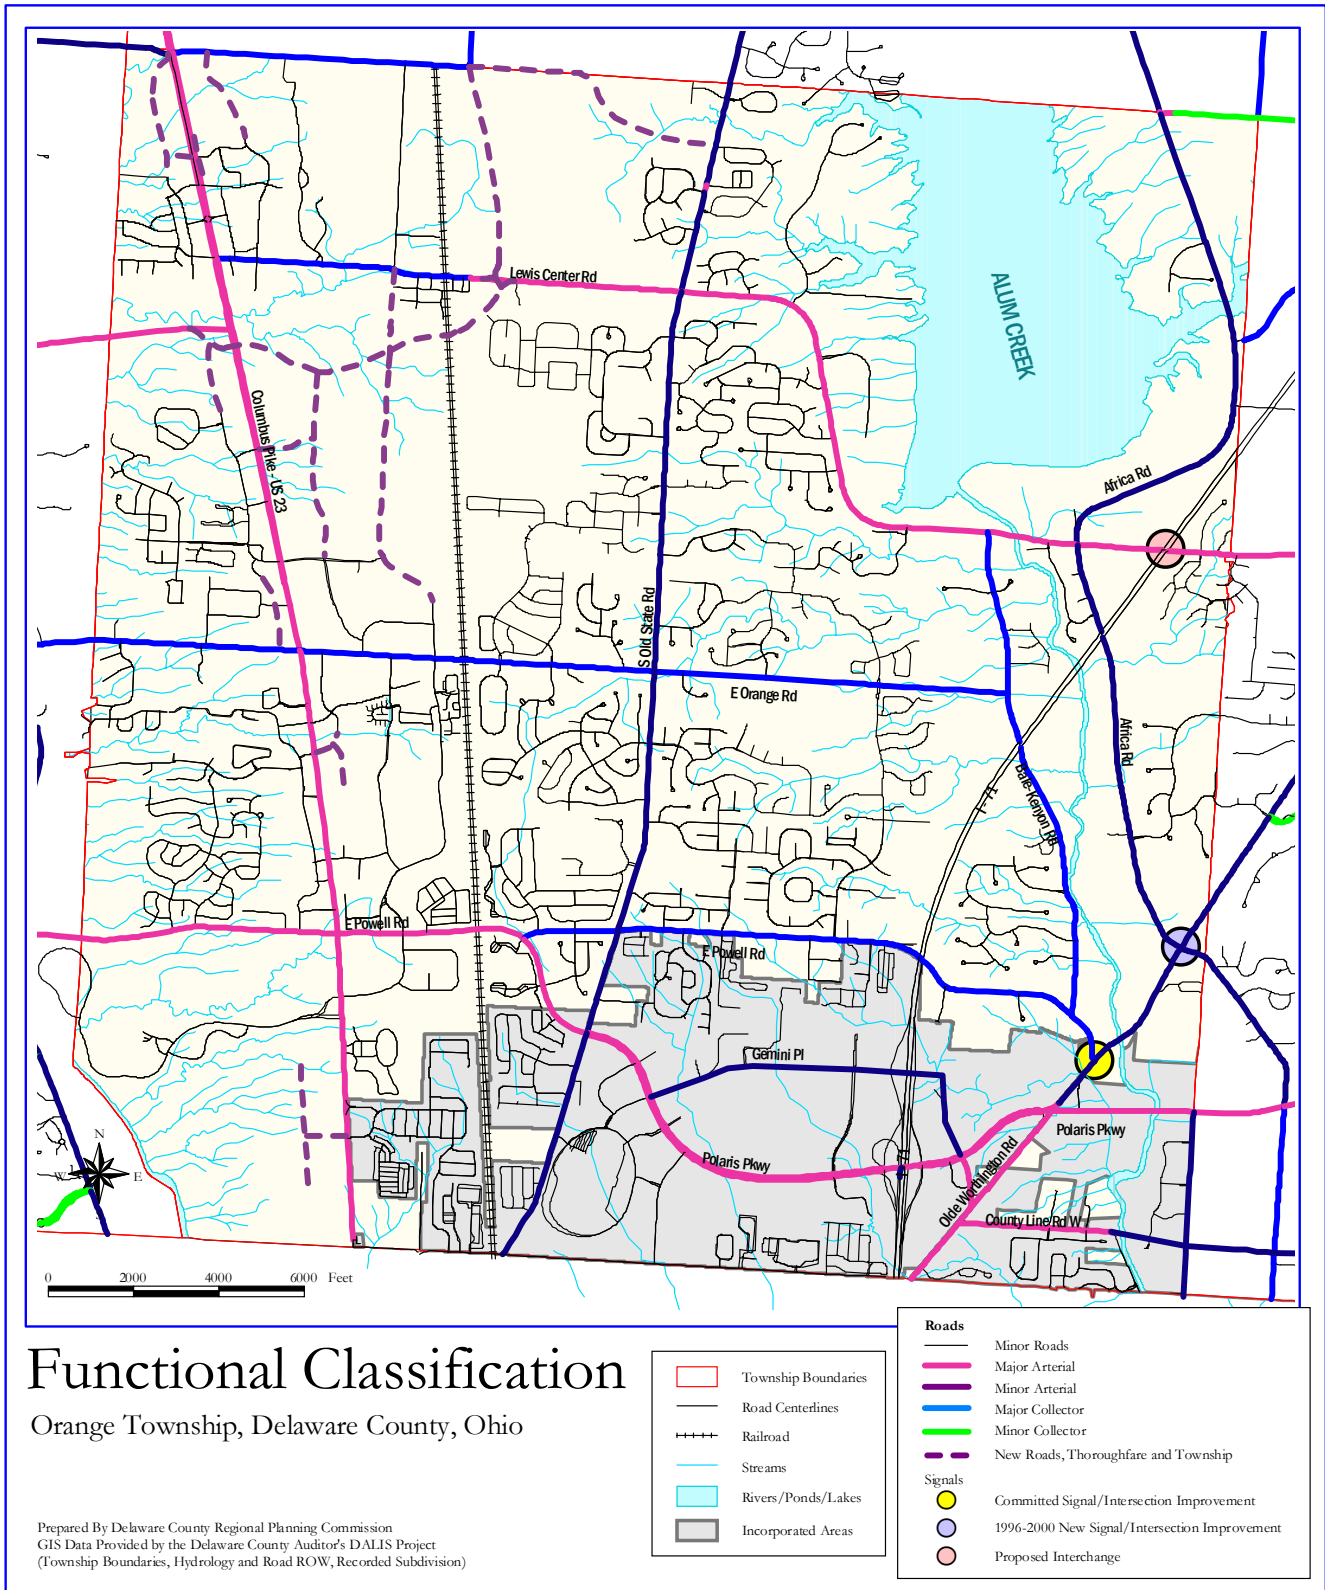 Lewis Center Rd
ALUM CREEK
Columbus Pike - US 23
Africa Rd
S Old State Rd
E Orange Rd
Africa Rd
I - 71
Bale-Kenyon Rd
E Powell Rd
E Powell Rd
Gemini Pl
Polaris Pkwy
Polaris Pkwy
I - 71
Olde Worthington Rd
County Line Rd W
N
W E
S
0 2000 4000 6000 Feet
Functional Classification
Orange Township, Delaware County, Ohio
Prepared By Delaware County Regional Planning Commission
GIS Data Provided by the Delaware County Auditor's DALIS Project
(Township Boundaries, Hydrology and Road ROW, Recorded Subdivision)
Township Boundaries
Road Centerlines
Railroad
Streams
Rivers/Ponds/Lakes
Incorporated Areas
Roads
Minor Roads
Major Arterial
Minor Arterial
Major Collector
Minor Collector
New Roads, Thoroughfare and Township
Signals
Committed Signal/Intersection Improvement
1996-2000 New Signal/Intersection Improvement
Proposed Interchange